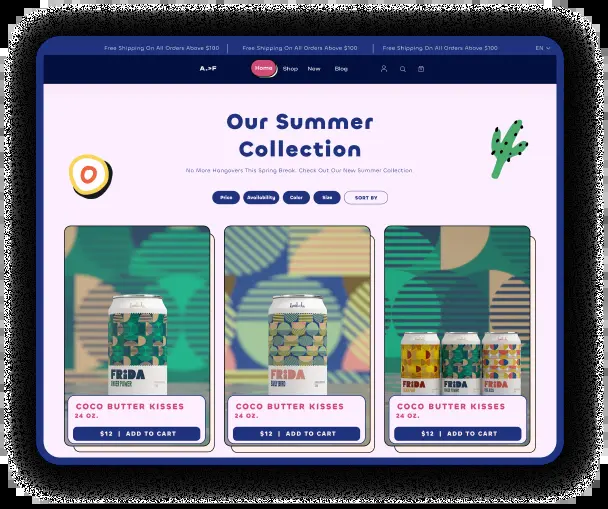 Free Shipping On All Orders Above $100
Free Shipping On All Orders Above $100
Free Shipping On All Orders Above $100
EN
A.>F
Home
Shop
New
Blog
Our Summer
Collection
No More Hangovers This Spring Break. Check Out Our New Summer Collection
Price
Availability
Color
Size
SORT BY
FRIDA
UNDER POWER
FRIDA
SURF BIRD
FRIDA
FRIDA
FRIDA
COCO BUTTER KISSES
24 OZ.
$12 | ADD TO CART
COCO BUTTER KISSES
24 OZ.
$12 | ADD TO CART
COCO BUTTER KISSES
24 OZ.
$12 | ADD TO CART